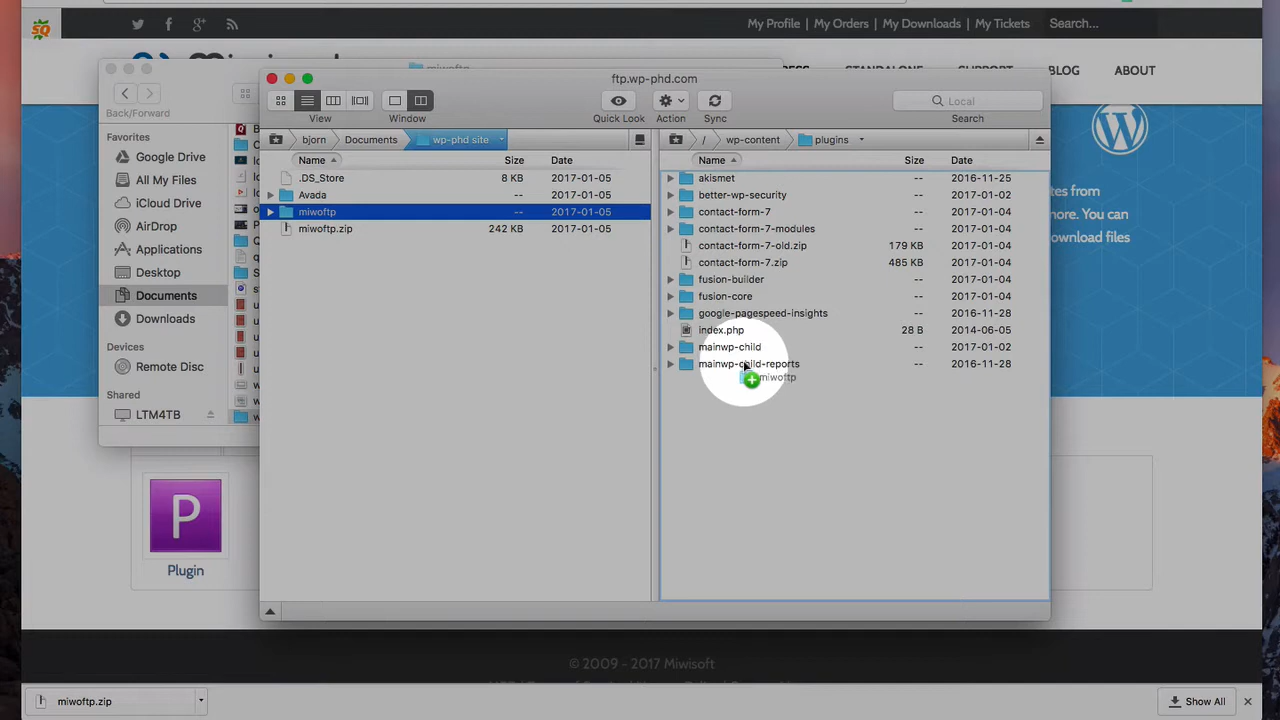 SQ
My Profile | My Orders | My Downloads | My Tickets Search...
STANDALONE SUPPORT BLOG ABOUT
Back/Forward
Favorites
Google Drive
All My Files
iCloud Drive
AirDrop
Applications
Desktop
Documents
Downloads
Devices
Remote Disc
Shared
LTM4TB
ftp.wp-phd.com
View
Window
Quick Look
Action
Sync
Local
Search
bjorn Documents wp-phd site
Name Size Date
.DS_Store 8 KB 2017-01-05
Avada -- 2017-01-05
miwoftp -- 2017-01-05
miwoftp.zip 242 KB 2017-01-05
/ wp-content plugins
Name Size Date
akismet -- 2016-11-25
better-wp-security -- 2017-01-02
contact-form-7 -- 2017-01-04
contact-form-7-modules -- 2017-01-04
contact-form-7-old.zip 179 KB 2017-01-04
contact-form-7.zip 485 KB 2017-01-04
fusion-builder -- 2017-01-04
fusion-core -- 2017-01-04
google-pagespeed-insights -- 2016-11-28
index.php 28 B 2014-06-05
mainwp-child -- 2017-01-02
mainwp-child-reports -- 2016-11-28
miwoftp
tes from
more. You can
download files
P
Plugin
© 2009 - 2017 Miwisoft
miwoftp.zip
Show All